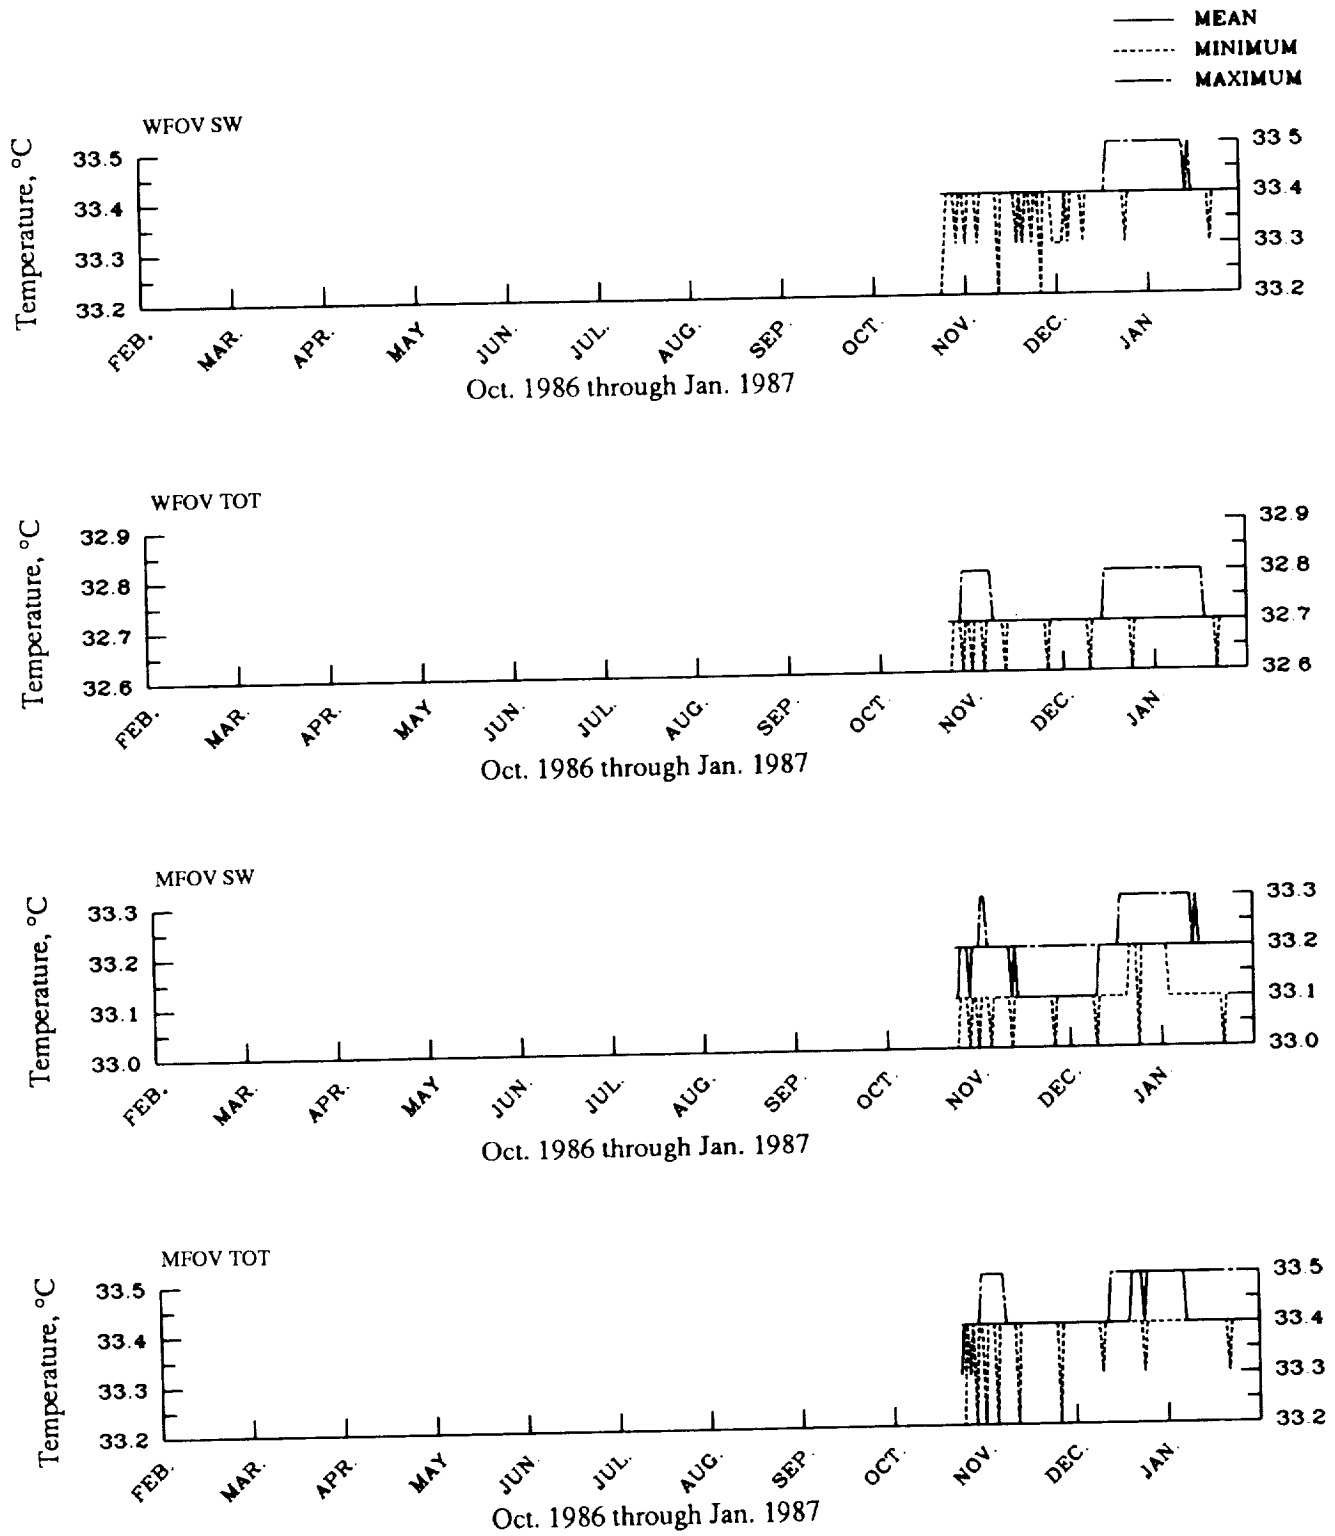 MEAN
MINIMUM
MAXIMUM
WFOV SW
Temperature, °C
33.5 33 5
33.4 33.4
33.3 33.3
33.2 33.2
FEB. MAR. APR. MAY JUN. JUL. AUG. SEP. OCT. NOV. DEC. JAN
Oct. 1986 through Jan. 1987
WFOV TOT
Temperature, °C
32.9 32.9
32.8 32.8
32.7 32.7
32.6 32.6
FEB. MAR. APR. MAY JUN. JUL. AUG. SEP. OCT. NOV. DEC. JAN
Oct. 1986 through Jan. 1987
MFOV SW
Temperature, °C
33.3 33.3
33.2 33.2
33.1 33.1
33.0 33.0
FEB. MAR. APR. MAY JUN. JUL. AUG. SEP. OCT. NOV. DEC. JAN
Oct. 1986 through Jan. 1987
MFOV TOT
Temperature, °C
33.5 33.5
33.4 33.4
33.3 33.3
33.2 33.2
FEB. MAR. APR. MAY JUN. JUL. AUG. SEP. OCT. NOV. DEC. JAN.
Oct. 1986 through Jan. 1987